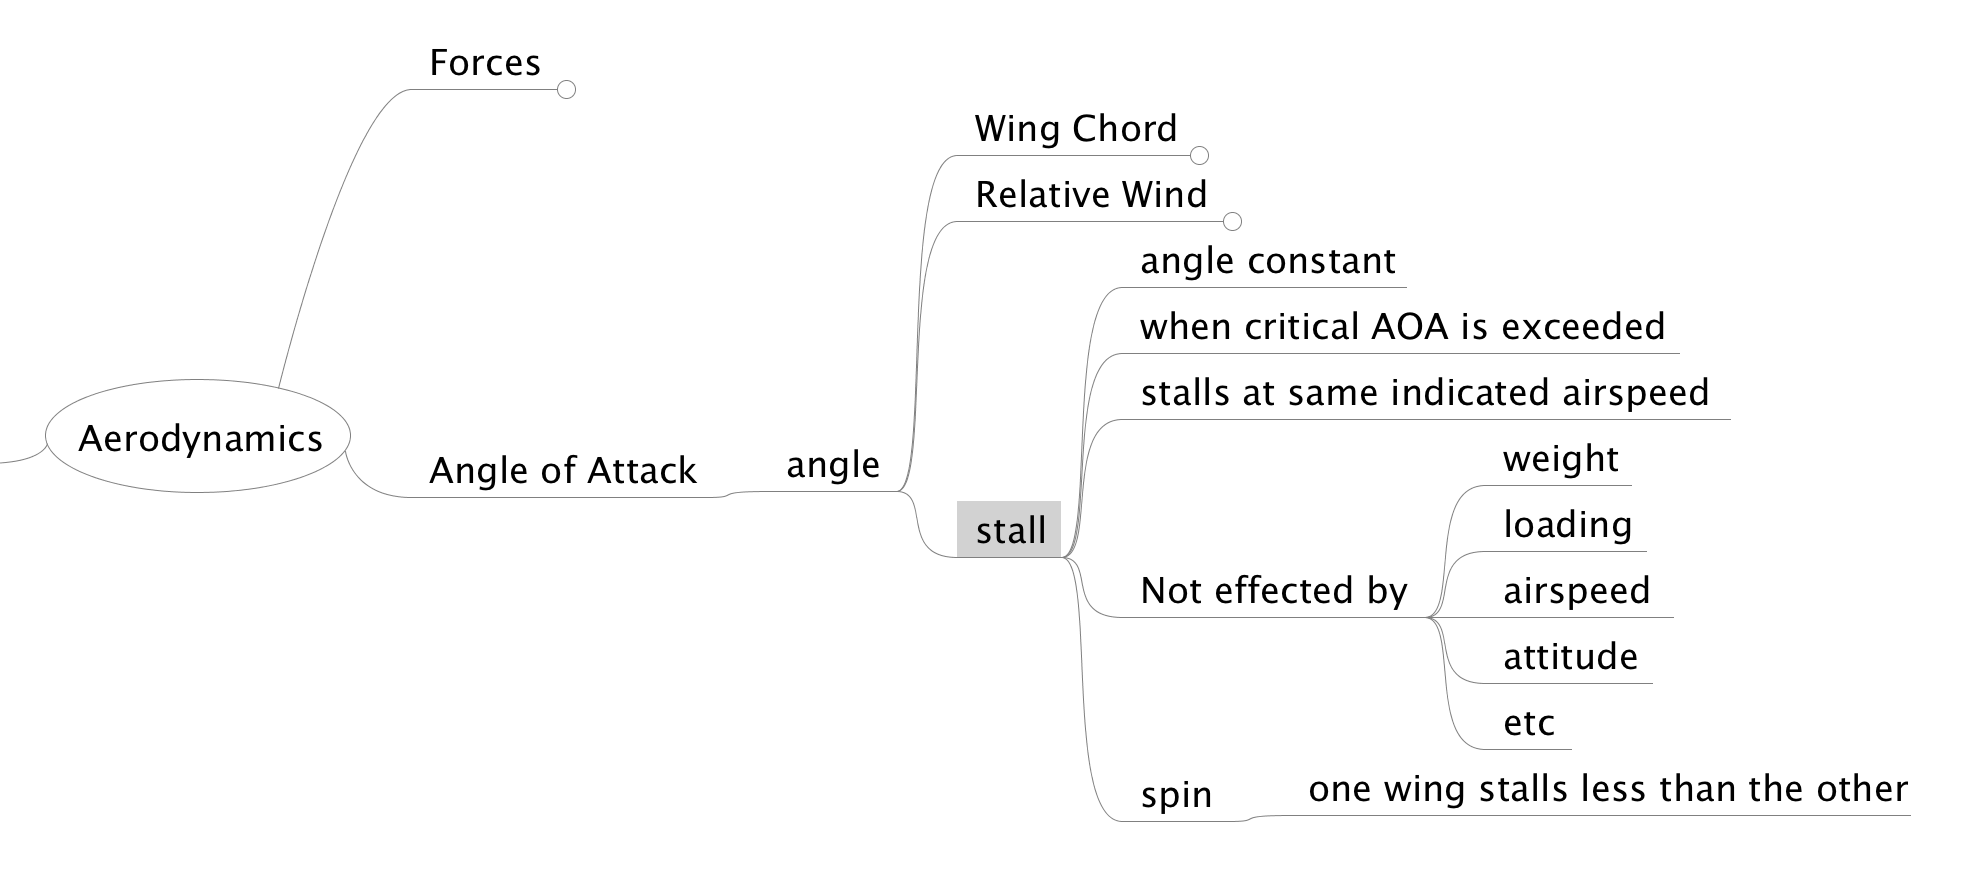 Forces
Wing Chord
Relative Wind
angle constant
when critical AOA is exceeded
stalls at same indicated airspeed
Aerodynamics
Angle of Attack
angle
stall
weight
loading
Not effected by
airspeed
attitude
etc
spin
one wing stalls less than the other